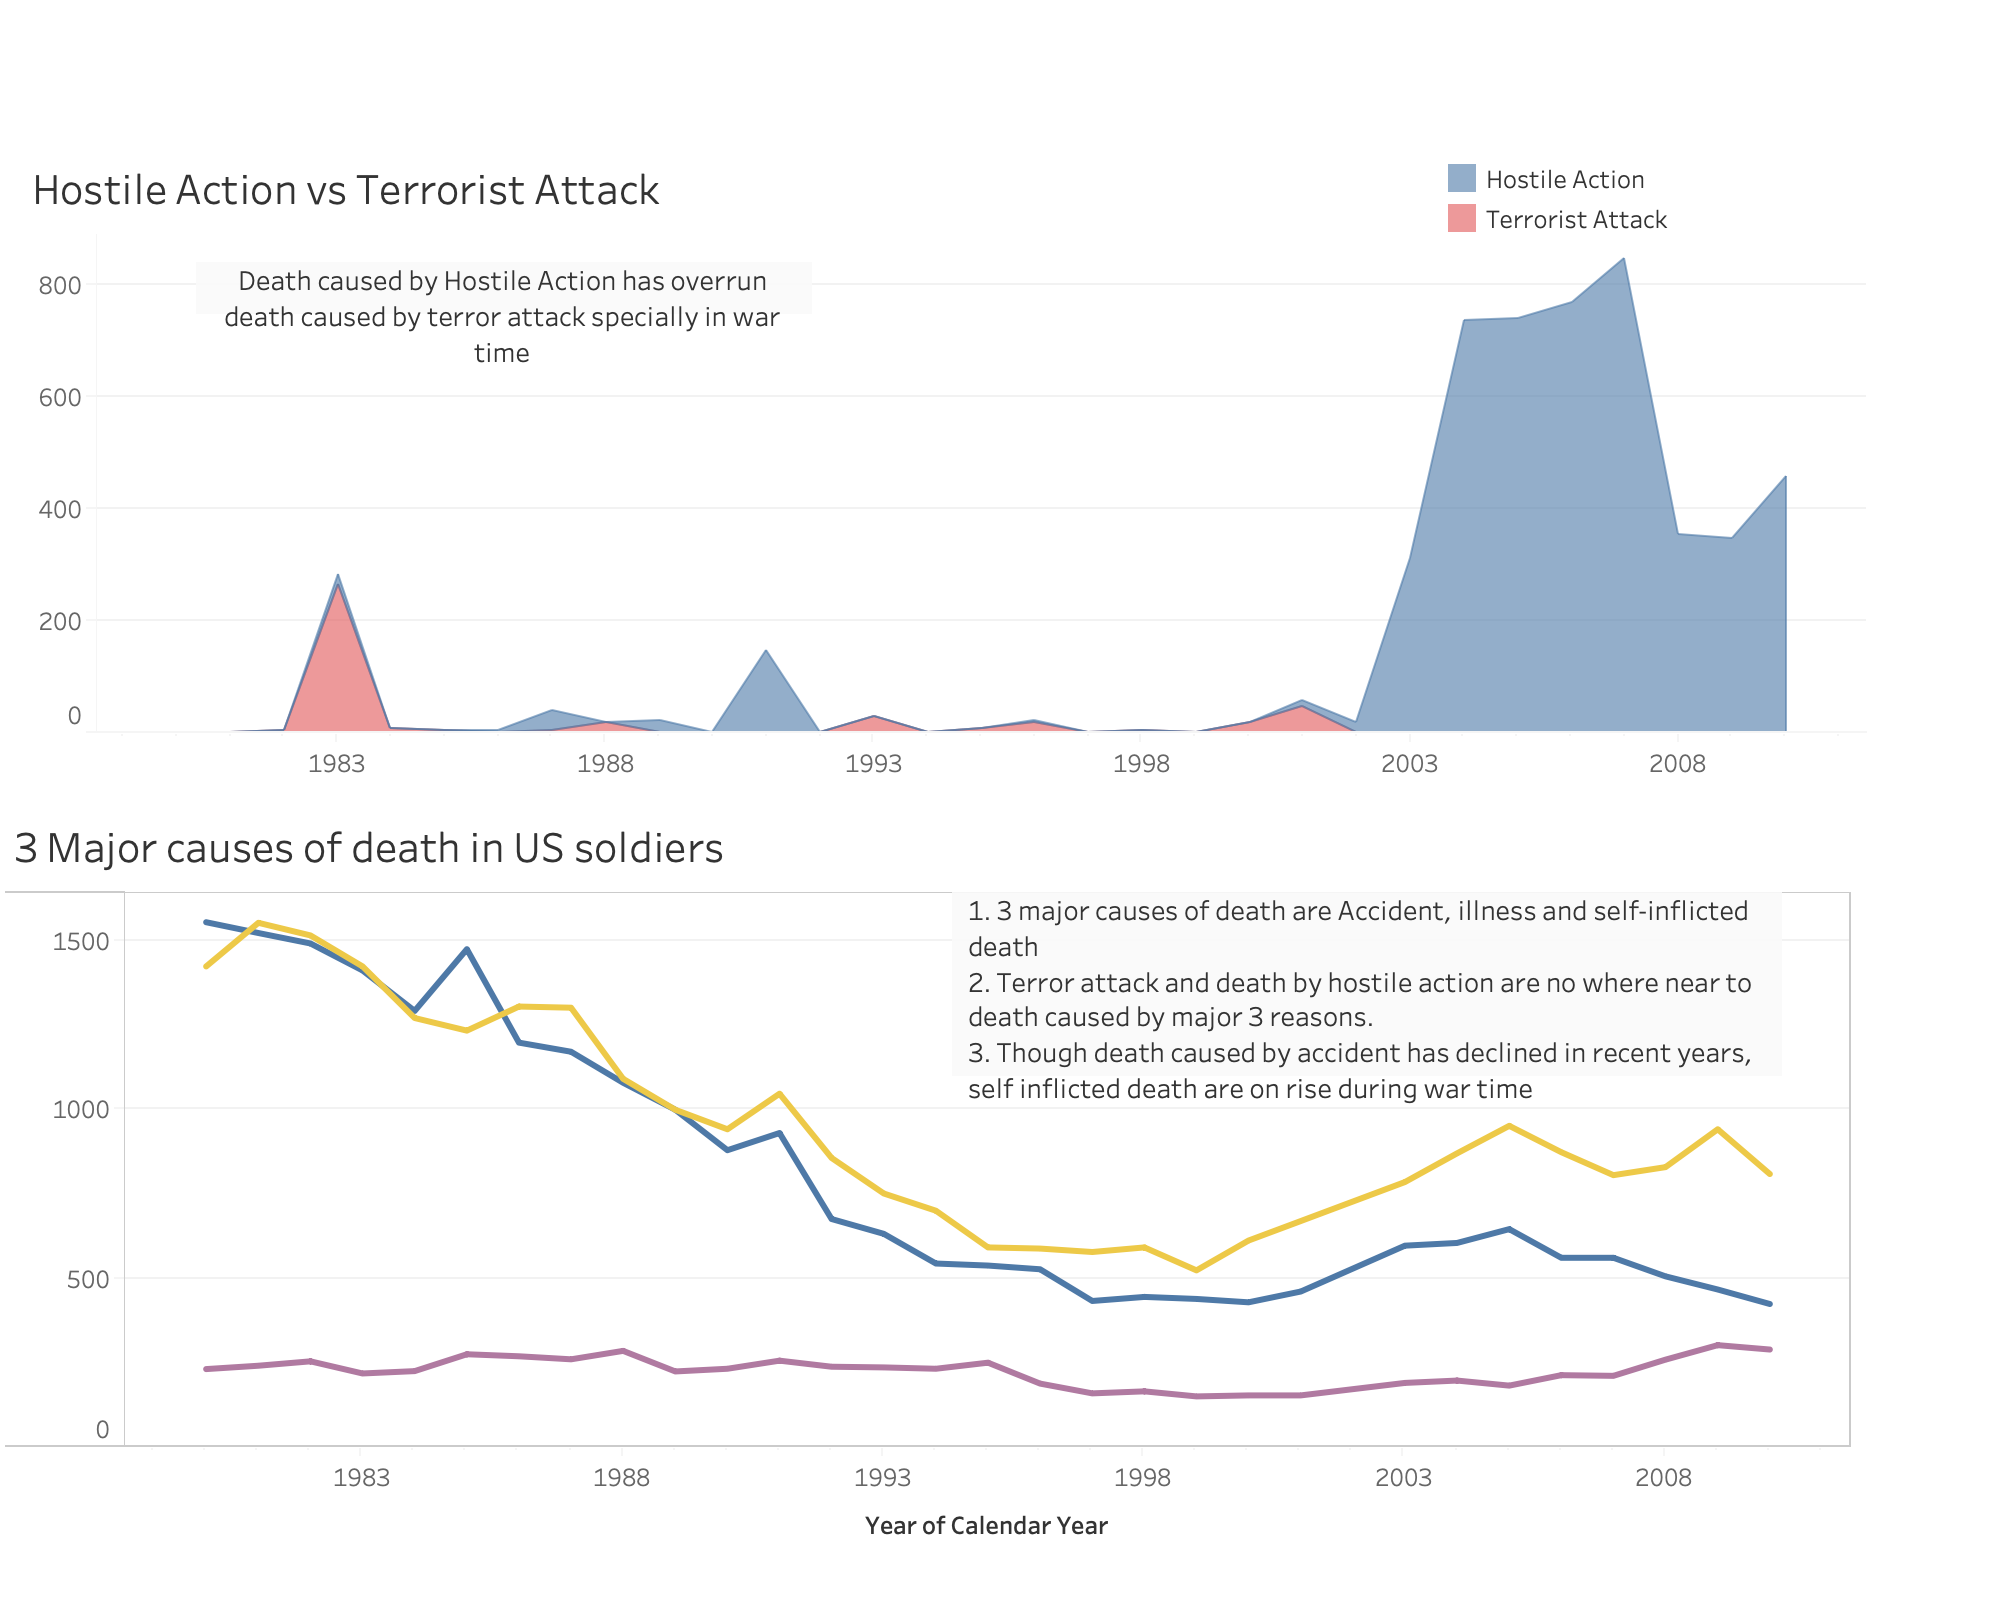 Hostile Action vs Terrorist Attack
Hostile Action
Terrorist Attack
Death caused by Hostile Action has overrun
death caused by terror attack specially in war
time
800
600
400
200
0
1983 1988 1993 1998 2003 2008
3 Major causes of death in US soldiers
1. 3 major causes of death are Accident, illness and self-inflicted
death
2. Terror attack and death by hostile action are no where near to
death caused by major 3 reasons.
3. Though death caused by accident has declined in recent years,
self inflicted death are on rise during war time
1500
1000
500
0
1983 1988 1993 1998 2003 2008
Year of Calendar Year